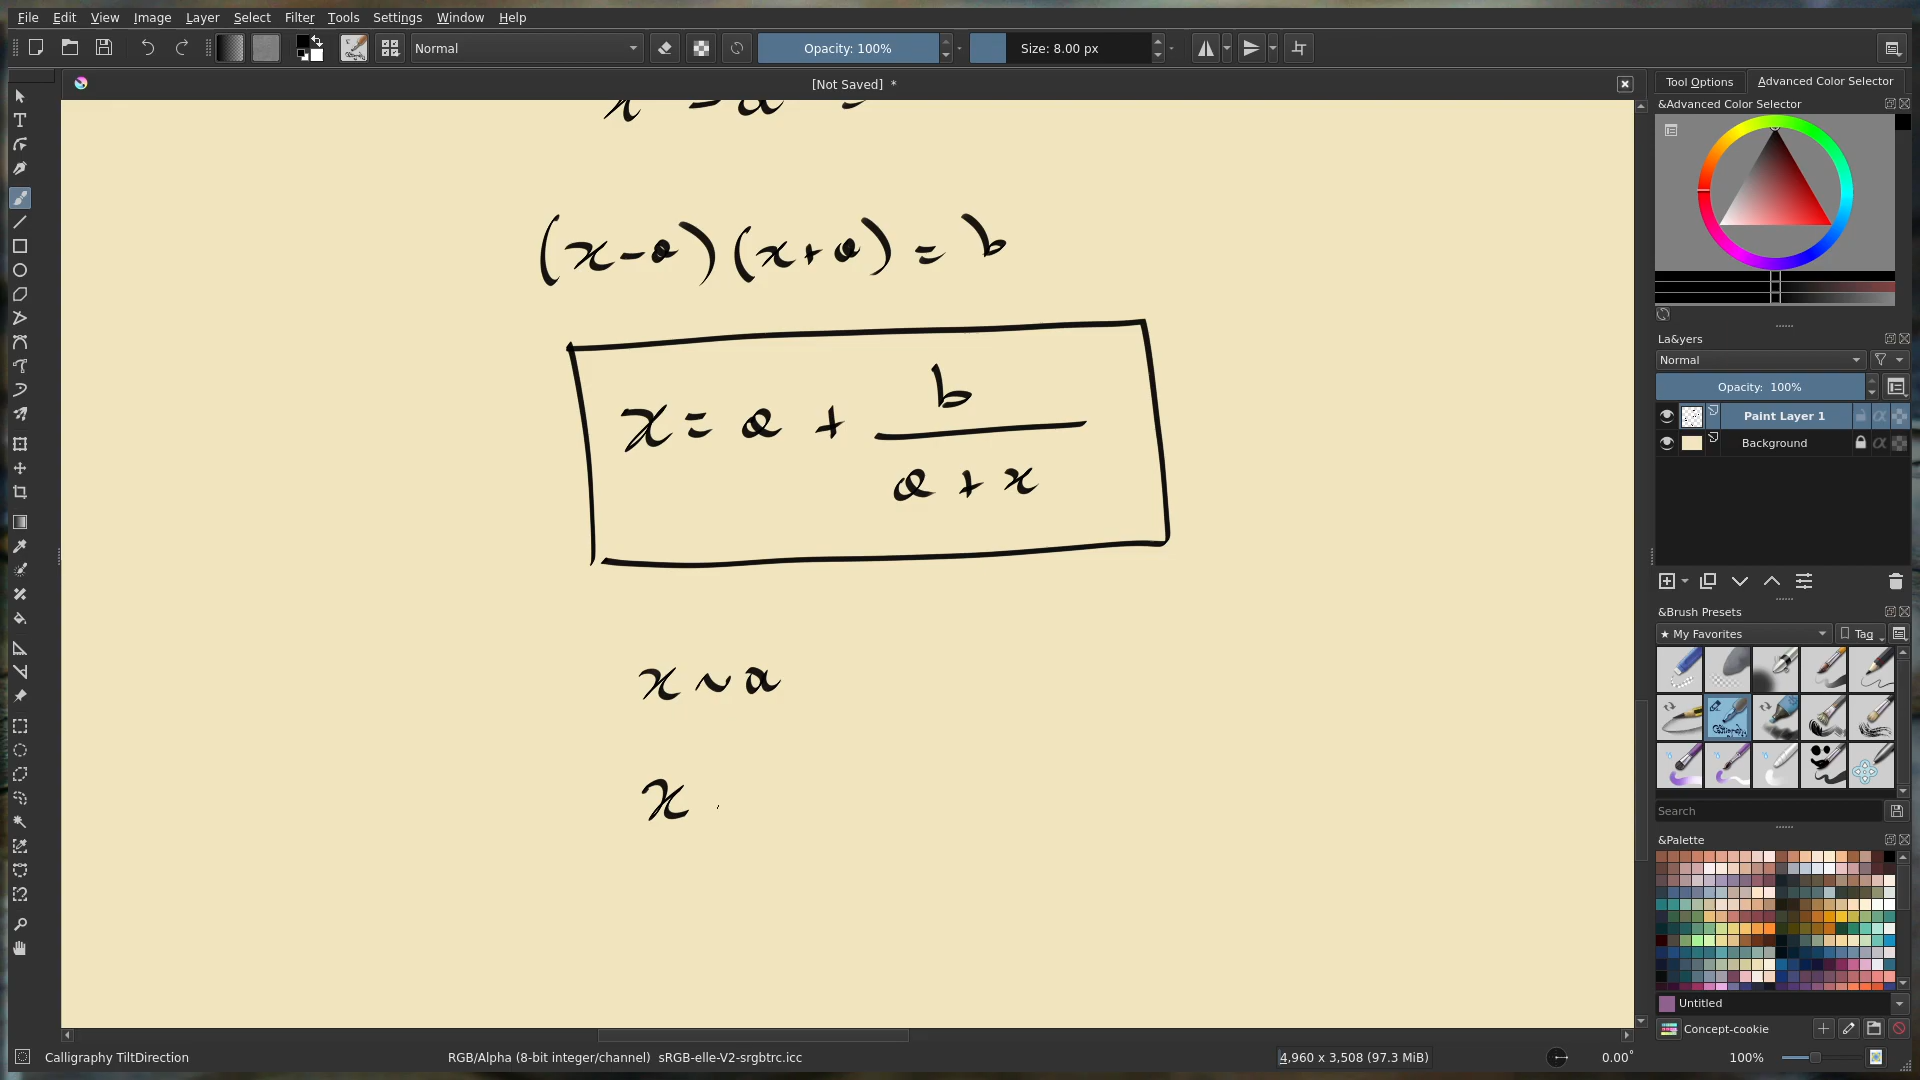 File Edit View Image Layer Select Filter Tools Settings Window Help
Normal Opacity: 100% Size: 8.00 px
[Not Saved] *
(x-a)(x+a) = b
x = a + b
a + x
x ~ a
x
Tool Options Advanced Color Selector
&Advanced Color Selector
La&yers
Normal
Opacity: 100%
Paint Layer 1
Background
&Brush Presets
★ My Favorites Tag
Search
&Palette
Untitled
Concept-cookie
Calligraphy TiltDirection RGB/Alpha (8-bit integer/channel) sRGB-elle-V2-srgbtrc.icc 4,960 x 3,508 (97.3 MiB) 0.00° 100%